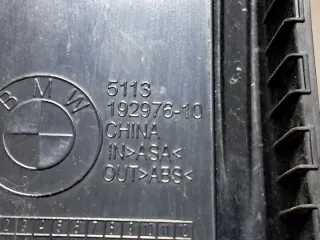 BMW
5113
192976-10
CHINA
IN>ASA<
OUT>ABS<